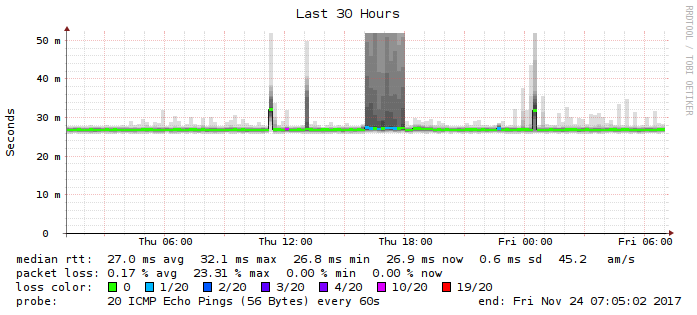 Last 30 Hours
RRDTOOL / TOBI OETIKER
Seconds
50 m
40 m
30 m
20 m
10 m
0
Thu 06:00 Thu 12:00 Thu 18:00 Fri 00:00 Fri 06:00
median rtt: 27.0 ms avg 32.1 ms max 26.8 ms min 26.9 ms now 0.6 ms sd 45.2 am/s
packet loss: 0.17 % avg 23.31 % max 0.00 % min 0.00 % now
loss color: 0 1/20 2/20 3/20 4/20 10/20 19/20
probe: 20 ICMP Echo Pings (56 Bytes) every 60s end: Fri Nov 24 07:05:02 2017